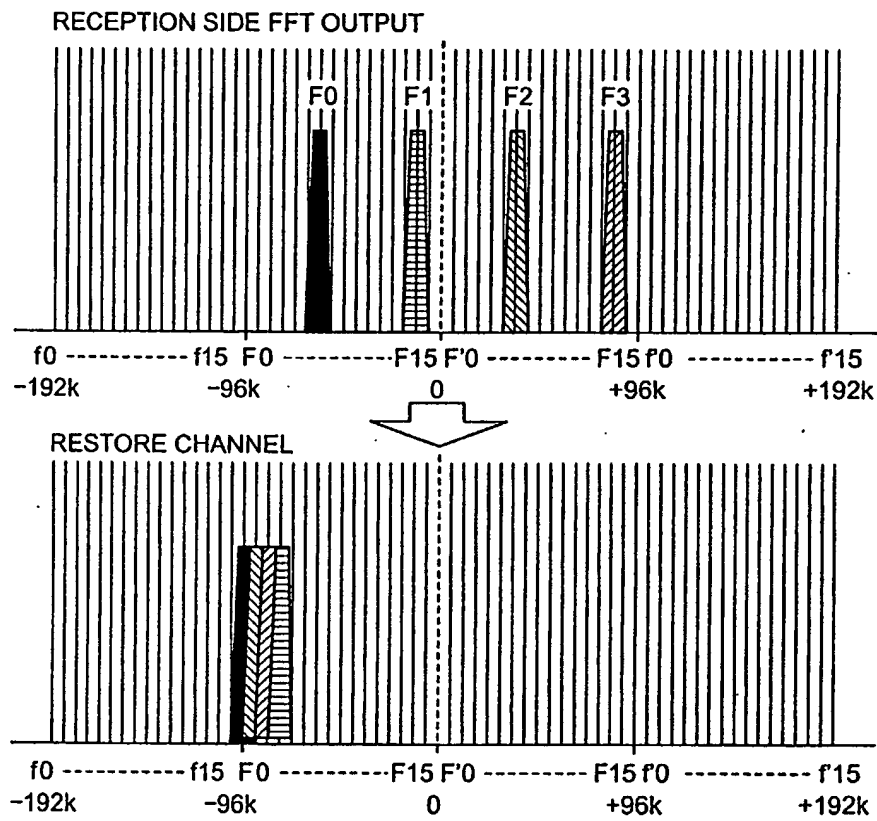 RECEPTION SIDE FFT OUTPUT
F0 F1 F2 F3
f0 ----------- f15 F0 ----------- F15 F'0 ----------- F'15 f'0 ----------- f'15
−192k −96k 0 +96k +192k
RESTORE CHANNEL
f0 ----------- f15 F0 ----------- F15 F'0 ----------- F15 f'0 ----------- f'15
−192k −96k 0 +96k +192k